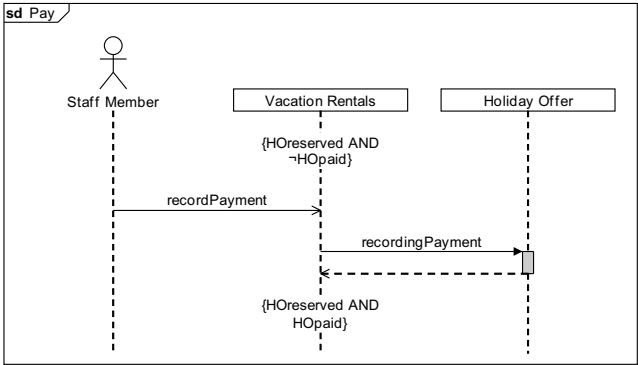 sd Pay
Staff Member
Vacation Rentals
Holiday Offer
{HOreserved AND
¬HOpaid}
recordPayment
recordingPayment
{HOreserved AND
HOpaid}